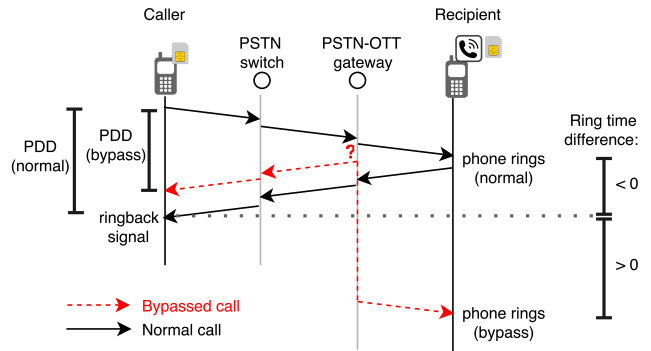 Caller
Recipient
PSTN
switch
PSTN-OTT
gateway
PDD
(normal)
PDD
(bypass)
?
phone rings
(normal)
Ring time
difference:
< 0
ringback
signal
> 0
Bypassed call
Normal call
phone rings
(bypass)